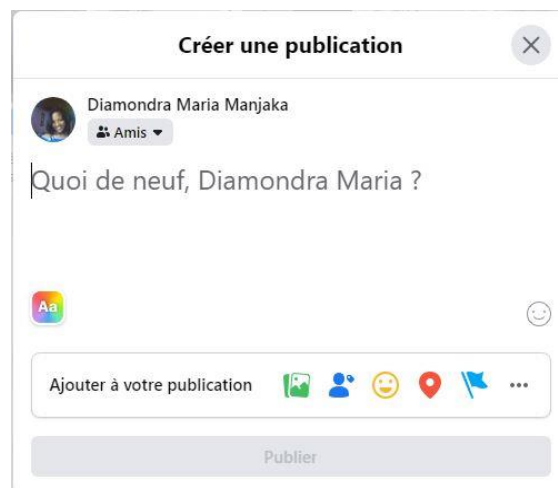 Créer une publication
Diamondra Maria Manjaka
Amis
Quoi de neuf, Diamondra Maria ?
Aa
Ajouter à votre publication
Publier